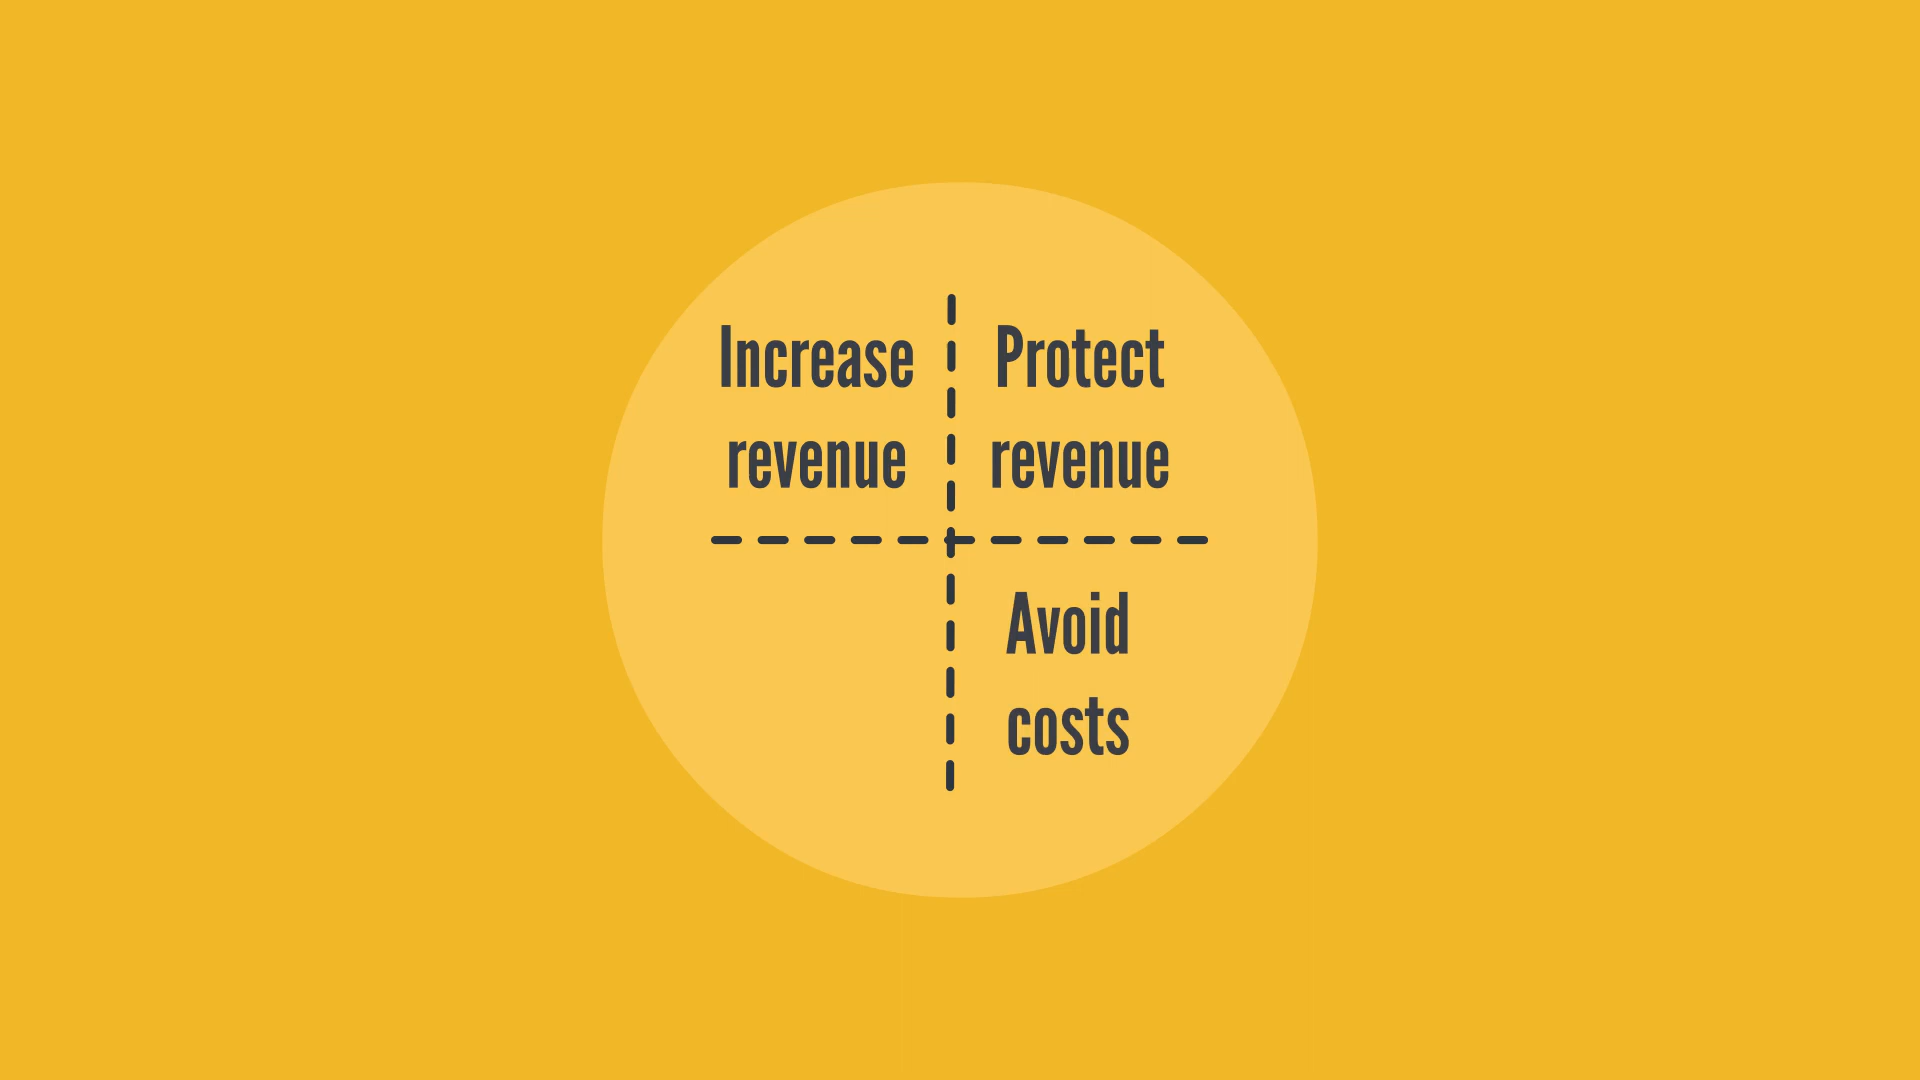 Increase
revenue
Protect
revenue
Avoid
costs